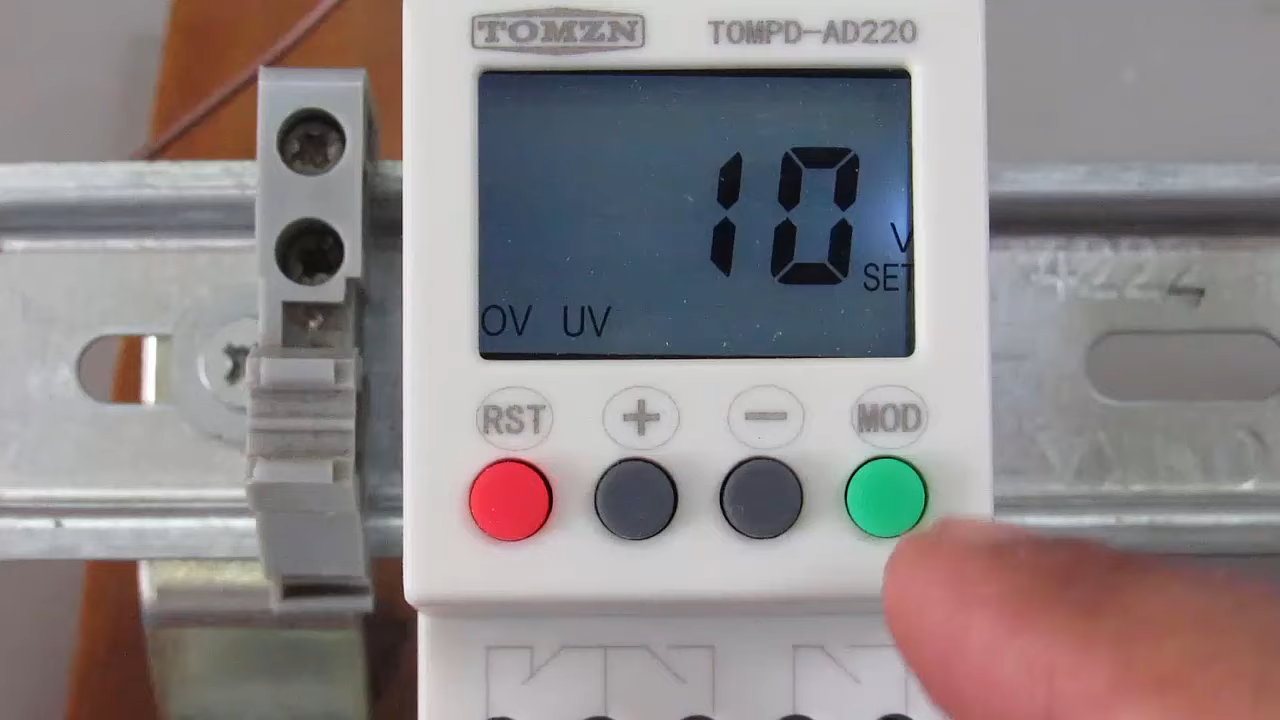 TOMZN TOMPD-AD220
10 V
SET
OV UV
RST + − MOD